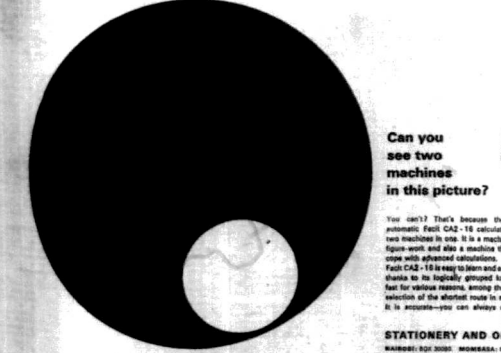 Can you
see two
machines
in this picture?
You can't? That's because th
automatic Facit CA2-16 calcula
two machines in one. It is a mach
figure-work and also a machine t
cope with advanced calculations.
Facit CA2-16 is easy to learn and
thanks to its logically grouped
fast for various reasons, among th
selection of the shortest route in
It is accurate—you can always
STATIONERY AND O
NAIROBI: BOX 30080. MOMBASA: